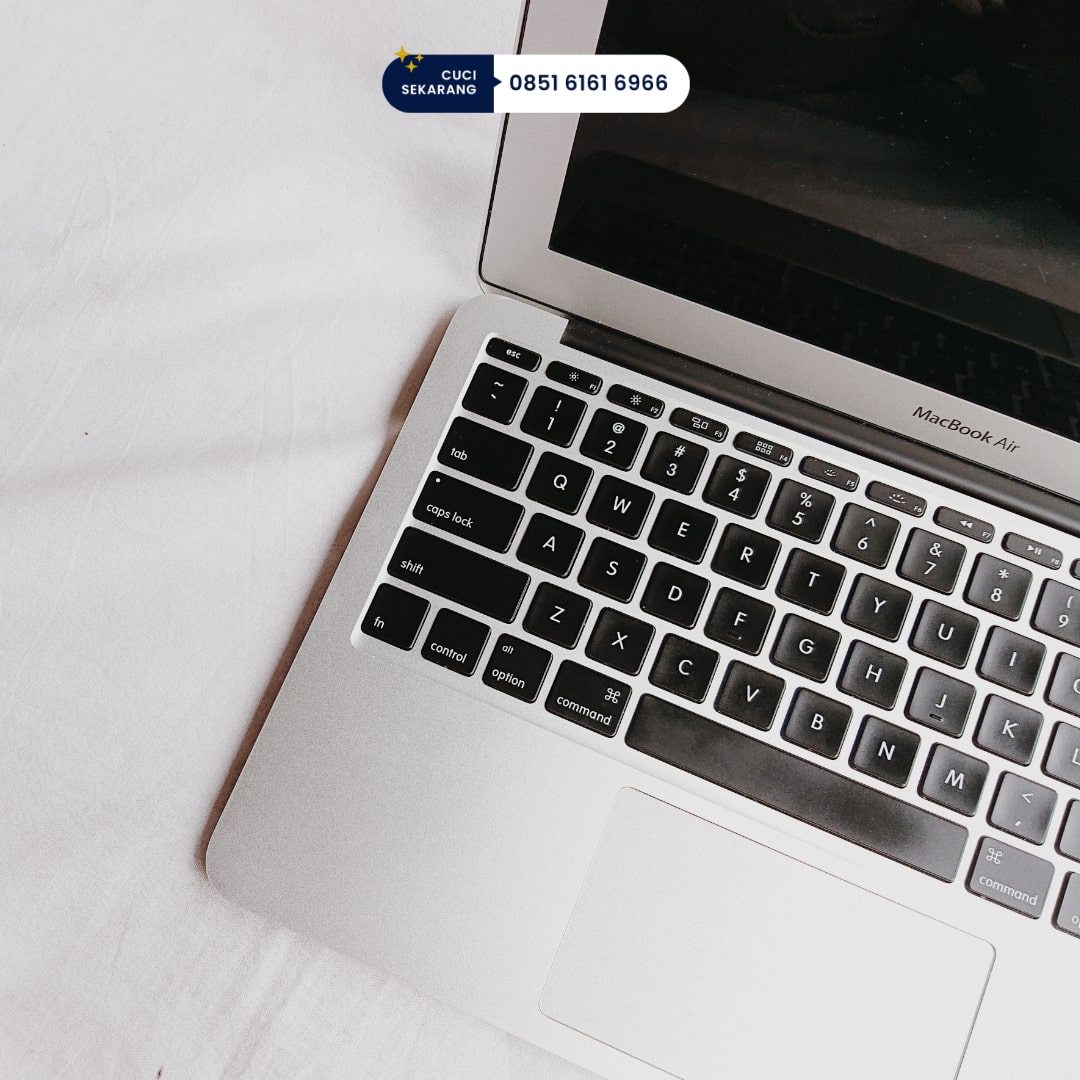 CUCI
SEKARANG
0851 6161 6966
MacBook Air
esc
F1
F2
F3
F4
F5
F6
F7
F8
~ `
! 1
@ 2
# 3
$ 4
% 5
^ 6
& 7
* 8
( 9
tab
Q W E R T Y U I
caps lock
A S D F G H J K L
shift
Z X C V B N M < ,
fn
control
alt
option
⌘
command
⌘
command